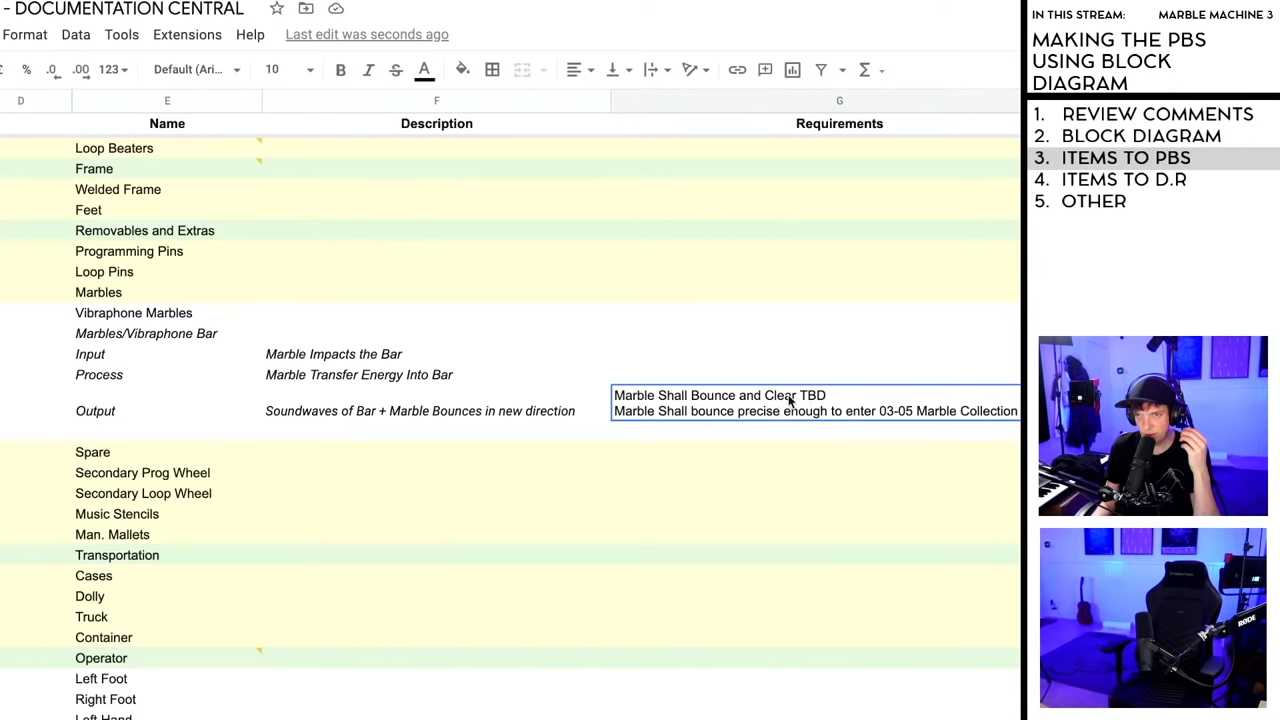 - DOCUMENTATION CENTRAL
Format Data Tools Extensions Help Last edit was seconds ago
% .0 .00 123 Default (Ari... 10 B I S A
D E F G
Name Description Requirements
Loop Beaters
Frame
Welded Frame
Feet
Removables and Extras
Programming Pins
Loop Pins
Marbles
Vibraphone Marbles
Marbles/Vibraphone Bar
Input Marble Impacts the Bar
Process Marble Transfer Energy Into Bar
Marble Shall Bounce and Clear TBD
Output Soundwaves of Bar + Marble Bounces in new direction Marble Shall bounce precise enough to enter 03-05 Marble Collection
Spare
Secondary Prog Wheel
Secondary Loop Wheel
Music Stencils
Man. Mallets
Transportation
Cases
Dolly
Truck
Container
Operator
Left Foot
Right Foot
Left Hand
IN THIS STREAM: MARBLE MACHINE 3
MAKING THE PBS
USING BLOCK
DIAGRAM
1. REVIEW COMMENTS
2. BLOCK DIAGRAM
3. ITEMS TO PBS
4. ITEMS TO D.R
5. OTHER
RØDE